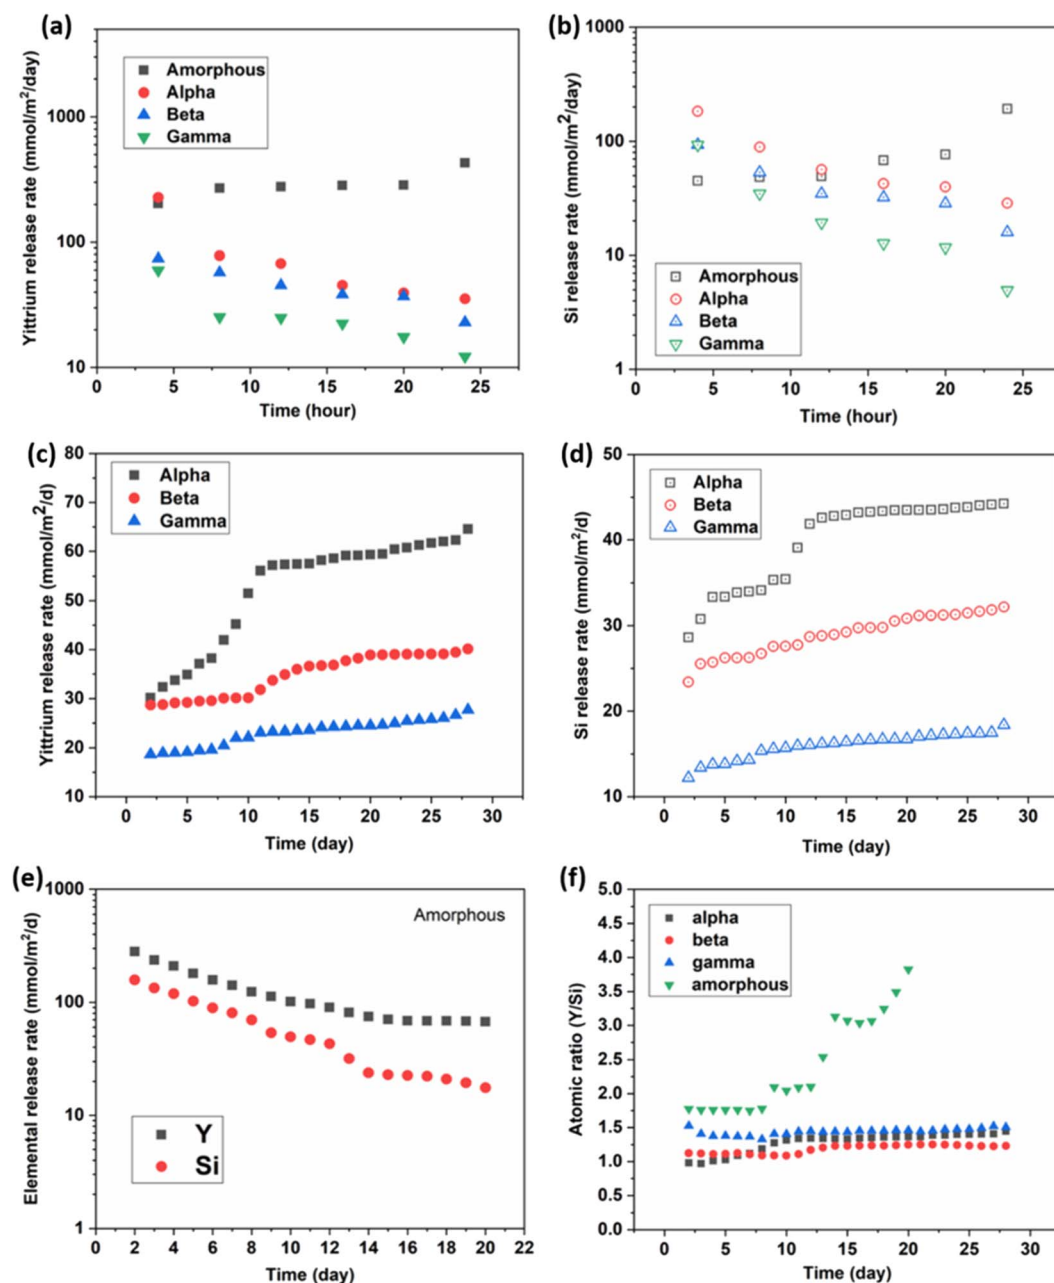 (a)
Yittrium release rate (mmol/m²/day)
1000
100
10
Amorphous
Alpha
Beta
Gamma
0 5 10 15 20 25
Time (hour)
(b)
Si release rate (mmol/m²/day)
1000
100
10
1
Amorphous
Alpha
Beta
Gamma
0 5 10 15 20 25
Time (hour)
(c)
Yittrium release rate (mmol/m²/d)
80
70
60
50
40
30
20
10
Alpha
Beta
Gamma
0 5 10 15 20 25 30
Time (day)
(d)
Si release rate (mmol/m²/d)
50
40
30
20
10
Alpha
Beta
Gamma
0 5 10 15 20 25 30
Time (day)
(e)
Elemental release rate (mmol/m²/d)
1000
100
10
1
Amorphous
Y
Si
0 2 4 6 8 10 12 14 16 18 20 22
Time (day)
(f)
Atomic ratio (Y/Si)
5.0
4.5
4.0
3.5
3.0
2.5
2.0
1.5
1.0
0.5
0.0
alpha
beta
gamma
amorphous
0 5 10 15 20 25 30
Time (day)